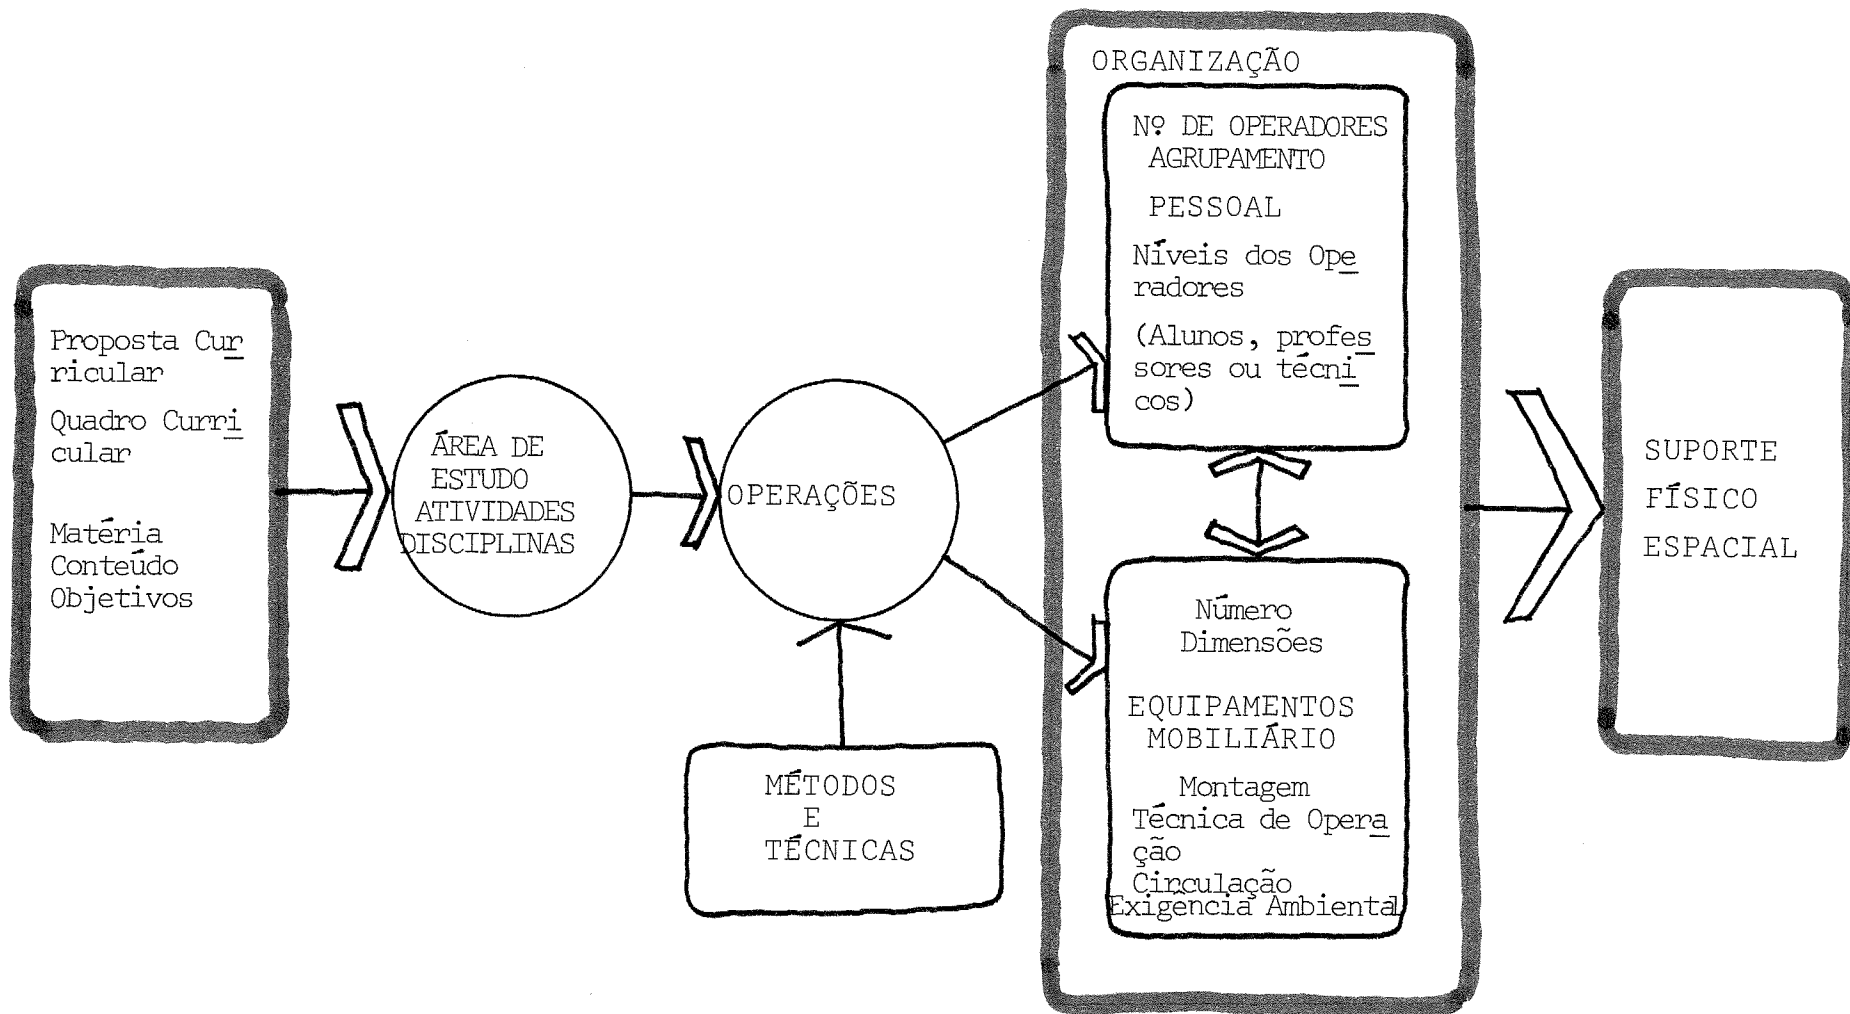 Proposta Cur
ricular
Quadro Curri
cular
Matéria
Conteúdo
Objetivos
ÁREA DE
ESTUDO
ATIVIDADES
DISCIPLINAS
OPERAÇÕES
MÉTODOS
E
TÉCNICAS
ORGANIZAÇÃO
Nº DE OPERADORES
AGRUPAMENTO
PESSOAL
Níveis dos Ope
radores
(Alunos, profes
sores ou técni
cos)
Número
Dimensões
EQUIPAMENTOS
MOBILIÁRIO
Montagem
Técnica de Opera
ção
Circulação
Exigência Ambiental
SUPORTE
FÍSICO
ESPACIAL